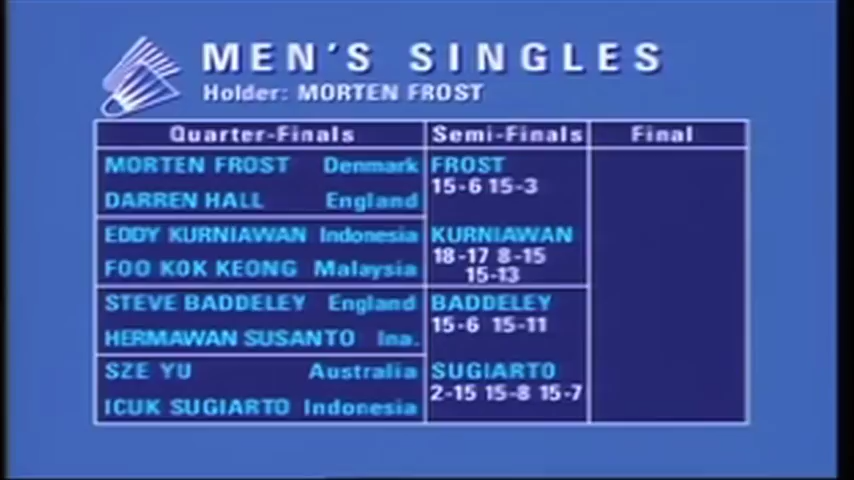 MEN'S SINGLES
Holder: MORTEN FROST
Quarter-Finals Semi-Finals Final
MORTEN FROST Denmark FROST
15-6 15-3
DARREN HALL England
EDDY KURNIAWAN Indonesia KURNIAWAN
18-17 8-15
FOO KOK KEONG Malaysia
15-13
STEVE BADDELEY England BADDELEY
15-6 15-11
HERMAWAN SUSANTO Ina.
SZE YU Australia SUGIARTO
2-15 15-8 15-7
ICUK SUGIARTO Indonesia